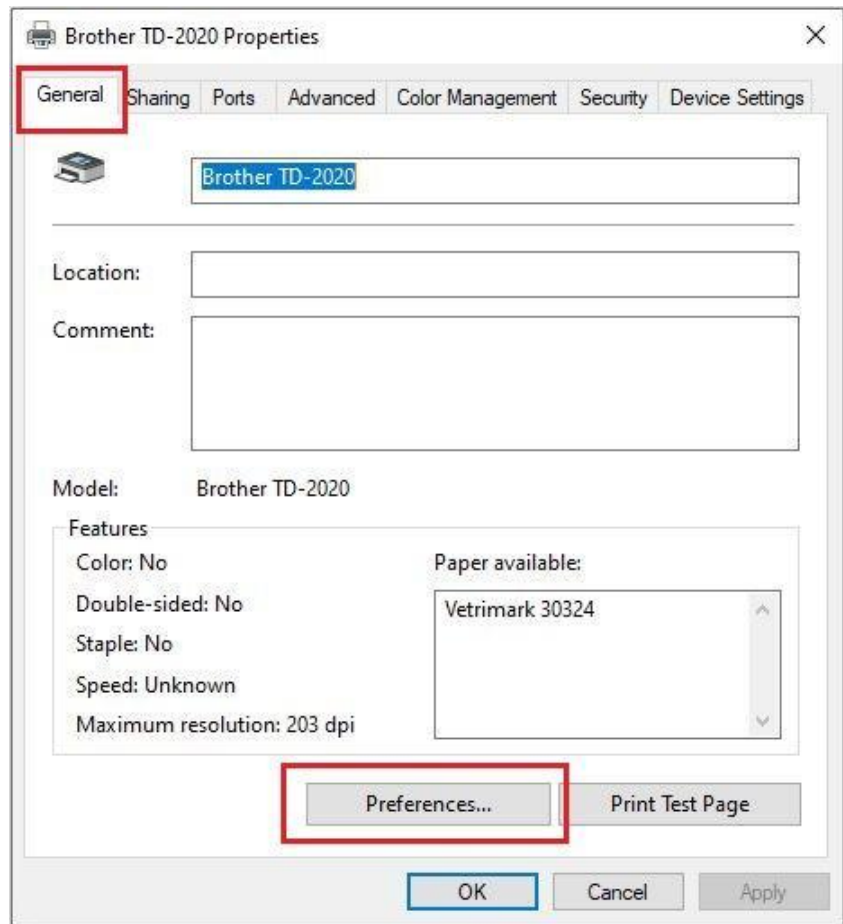 Brother TD-2020 Properties
General Sharing Ports Advanced Color Management Security Device Settings
Brother TD-2020
Location:
Comment:
Model: Brother TD-2020
Features
Color: No
Double-sided: No
Staple: No
Speed: Unknown
Maximum resolution: 203 dpi
Paper available:
Vetrimark 30324
Preferences... Print Test Page
OK Cancel Apply